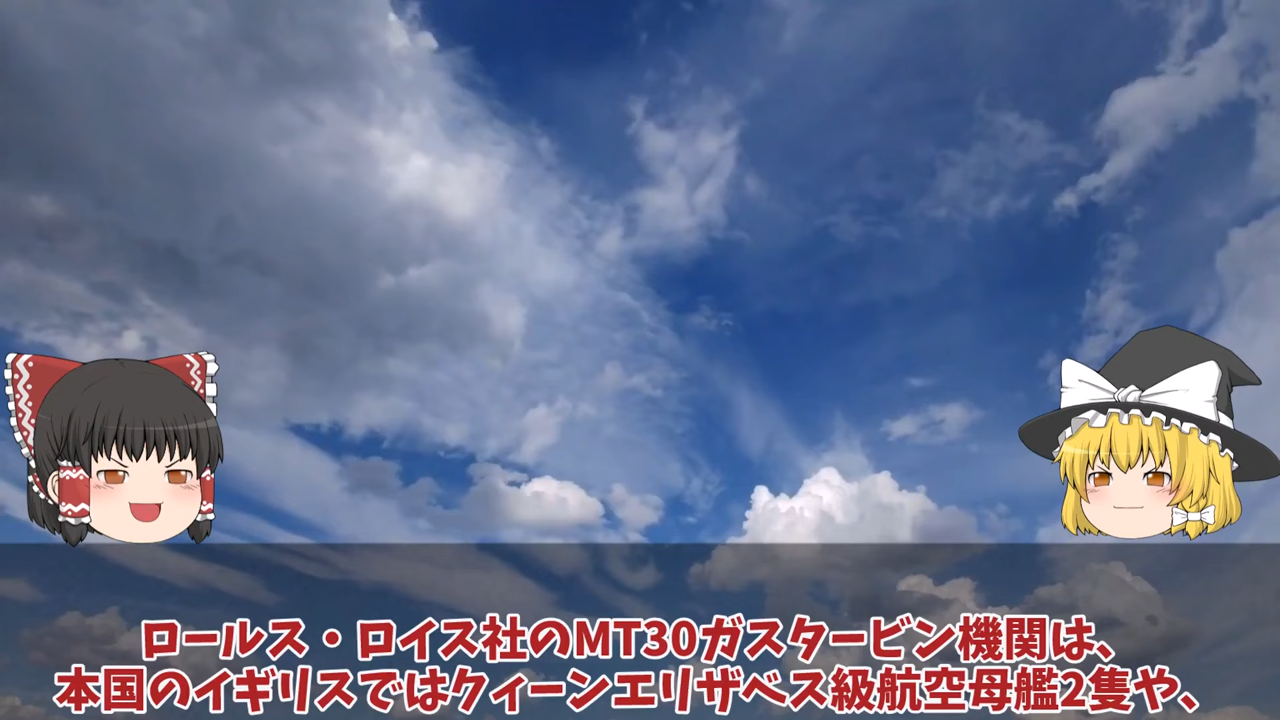 ロールス・ロイス社のMT30ガスタービン機関は、
本国のイギリスではクィーンエリザベス級航空母艦2隻や、